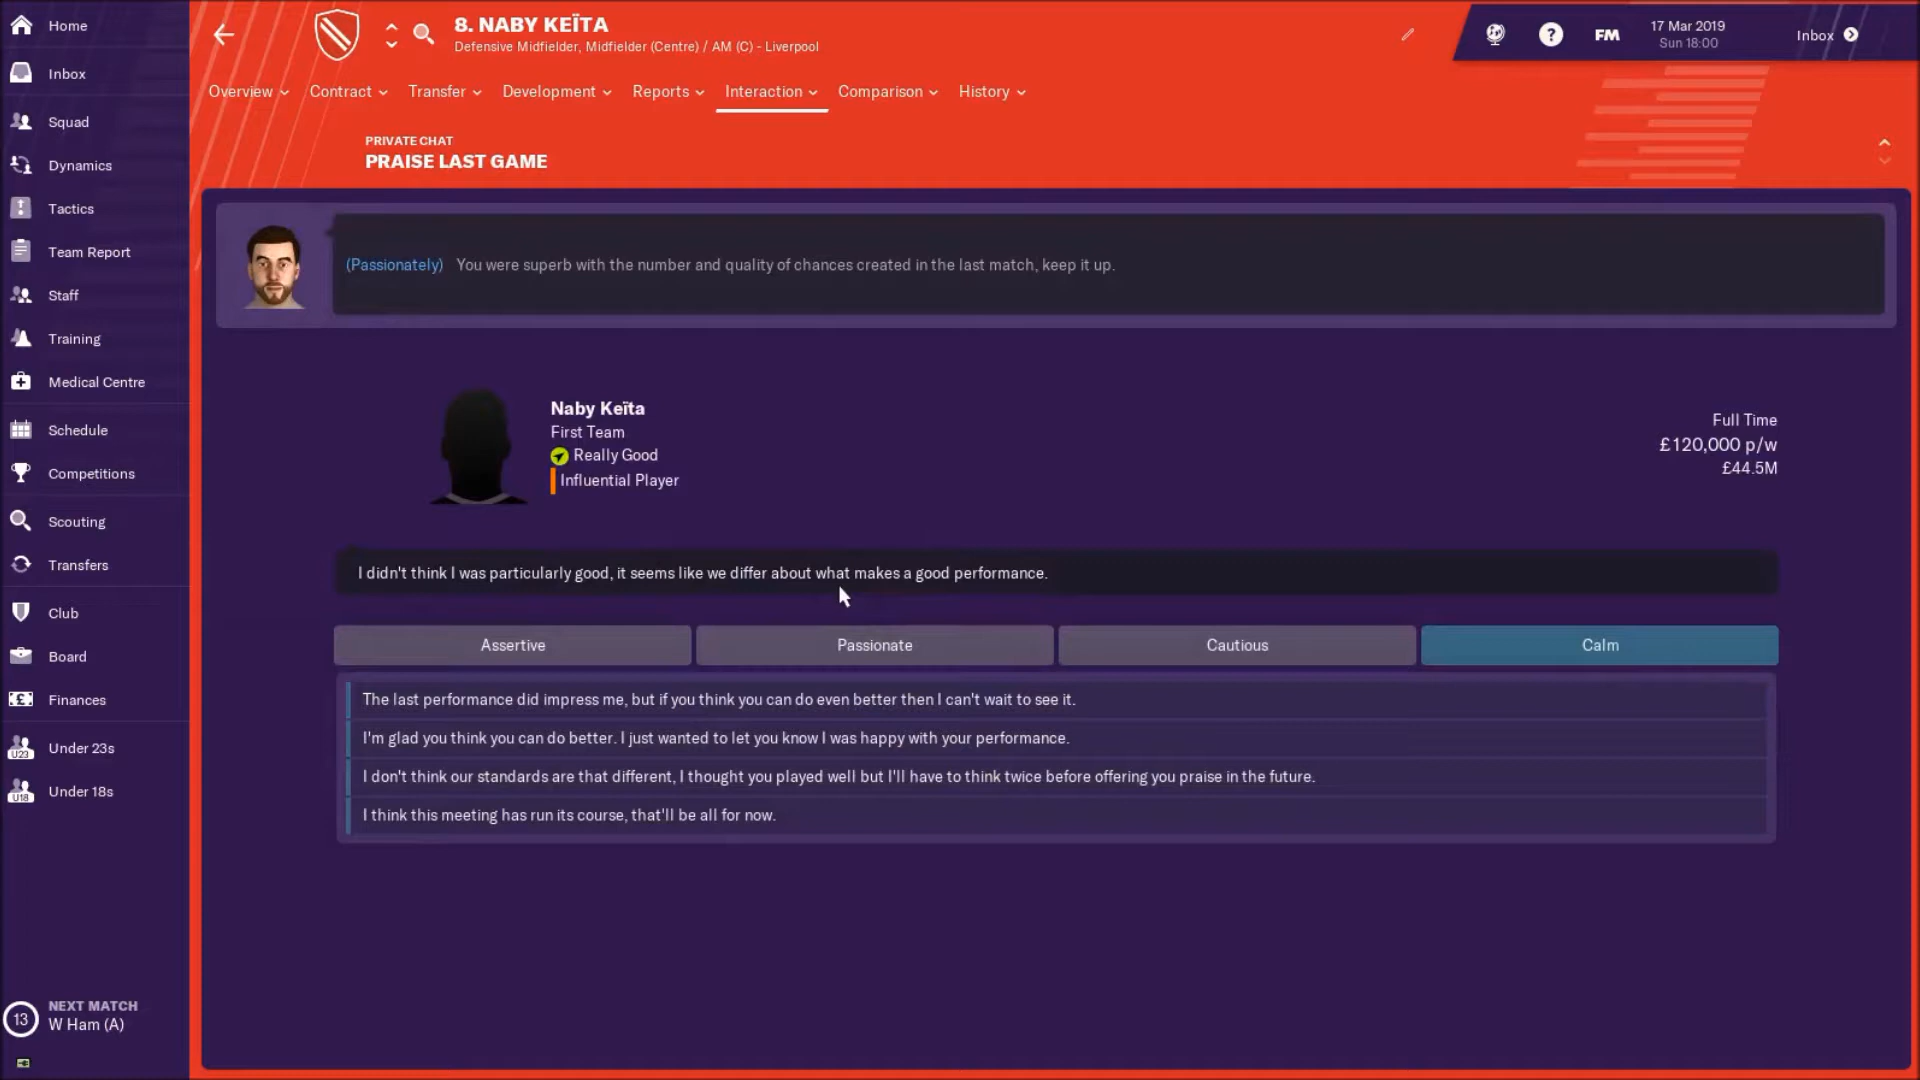 Home
Inbox
Squad
Dynamics
Tactics
Team Report
Staff
Training
Medical Centre
Schedule
Competitions
Scouting
Transfers
Club
Board
Finances
U23
Under 23s
U18
Under 18s
13
NEXT MATCH
W Ham (A)
8. NABY KEÏTA
Defensive Midfielder, Midfielder (Centre) / AM (C) - Liverpool
?
FM
17 Mar 2019
Sun 18:00
Inbox
Overview
Contract
Transfer
Development
Reports
Interaction
Comparison
History
PRIVATE CHAT
PRAISE LAST GAME
(Passionately) You were superb with the number and quality of chances created in the last match, keep it up.
Naby Keïta
First Team
Really Good
Influential Player
Full Time
£120,000 p/w
£44.5M
I didn't think I was particularly good, it seems like we differ about what makes a good performance.
Assertive
Passionate
Cautious
Calm
The last performance did impress me, but if you think you can do even better then I can't wait to see it.
I'm glad you think you can do better. I just wanted to let you know I was happy with your performance.
I don't think our standards are that different, I thought you played well but I'll have to think twice before offering you praise in the future.
I think this meeting has run its course, that'll be all for now.